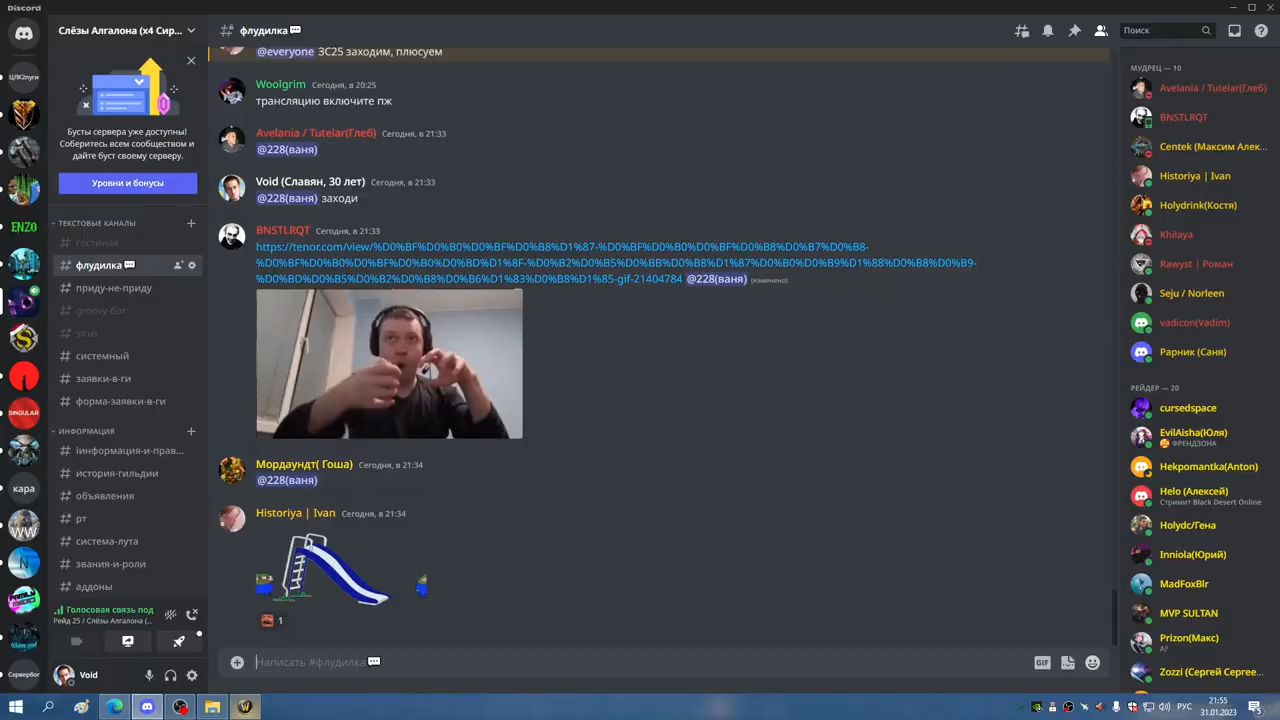 Discord
Слёзы Алгалона (x4 Сир...
флудилка
Поиск
Бусты сервера уже доступны!
Соберитесь всем сообществом и
дайте буст своему серверу.
Уровни и бонусы
ТЕКСТОВЫЕ КАНАЛЫ
гостиная
флудилка
приду-не-приду
groovy-бот
sirus
системный
заявки-в-ги
форма-заявки-в-ги
ИНФОРМАЦИЯ
іинформация-и-прав...
история-гильдии
объявления
рт
система-лута
звания-и-роли
аддоны
Голосовая связь под
Рейд 25 / Слёзы Алгалона (...
Void
ЦЛК2пуги
ENZO
SINGULAR
кара
WW
N
Сервербог
@everyone ЗС25 заходим, плюсуем
Woolgrim Сегодня, в 20:25
трансляцию включите пж
Avelania / Tutelar(Глеб) Сегодня, в 21:33
@228(ваня)
Void (Славян, 30 лет) Сегодня, в 21:33
@228(ваня) заходи
BNSTLRQT Сегодня, в 21:33
https://tenor.com/view/%D0%BF%D0%B0%D0%BF%D0%B8%D1%87-%D0%BF%D0%B0%D0%BF%D0%B8%D0%B7%D0%B8-
%D0%BF%D0%B0%D0%BF%D0%B0%D0%BD%D1%8F-%D0%B2%D0%B5%D0%BB%D0%B8%D1%87%D0%B0%D0%B9%D1%88%D0%B8%D0%B9-
%D0%BD%D0%B5%D0%B2%D0%B8%D0%B6%D1%83%D0%B8%D1%85-gif-21404784 @228(ваня) (изменено)
Мордаундт( Гоша) Сегодня, в 21:34
@228(ваня)
Historiya | Ivan Сегодня, в 21:34
1
Написать #флудилка
GIF
МУДРЕЦ — 10
Avelania / Tutelar(Глеб)
BNSTLRQT
Centek (Максим Алек...
Historiya | Ivan
Holydrink(Костя)
Khilaya
Rawyst | Роман
Seju / Norleen
vadicon(Vadim)
Рарник (Саня)
РЕЙДЕР — 20
cursedspace
EvilAisha(Юля)
ФРЕНДЗОНА
Hekpomantka(Anton)
Helo (Алексей)
Стримит Black Desert Online
Holydc/Гена
Inniola(Юрий)
MadFoxBlr
MVP SULTAN
Prizon(Макс)
A?
Zozzi (Сергей Сергее...
РУС
21:55
31.01.2023
5